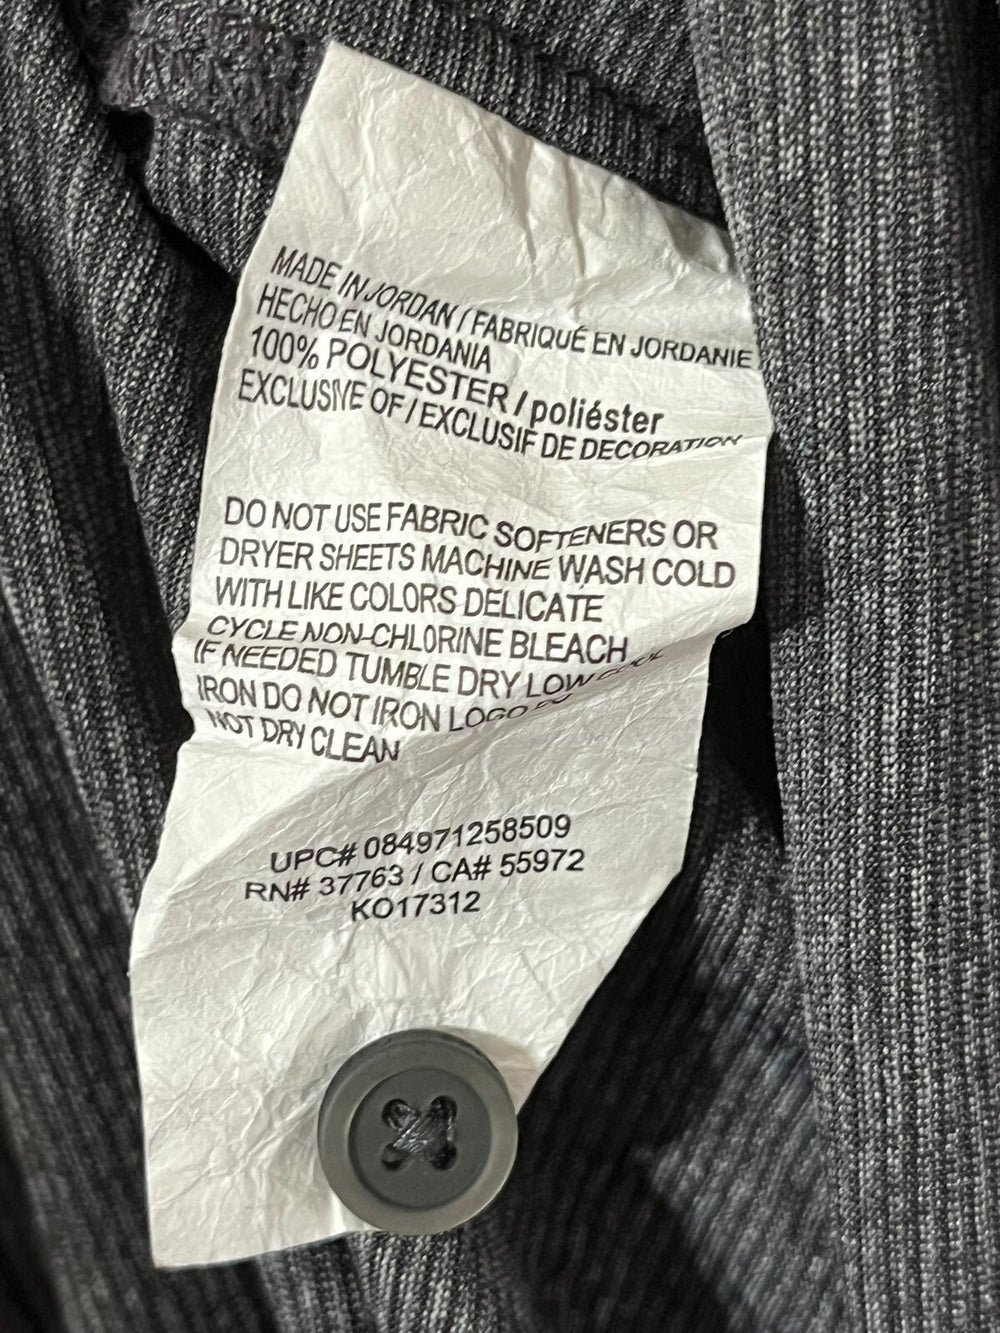 MADE IN JORDAN / FABRIQUÉ EN JORDANIE
HECHO EN JORDANIA
100% POLYESTER / poliéster
EXCLUSIVE OF / EXCLUSIF DE DECORATION
DO NOT USE FABRIC SOFTENERS OR
DRYER SHEETS MACHINE WASH COLD
WITH LIKE COLORS DELICATE
CYCLE NON-CHLORINE BLEACH
IF NEEDED TUMBLE DRY LOW COOL
IRON DO NOT IRON LOGO DO
NOT DRY CLEAN
UPC# 084971258509
RN# 37763 / CA# 55972
KO17312